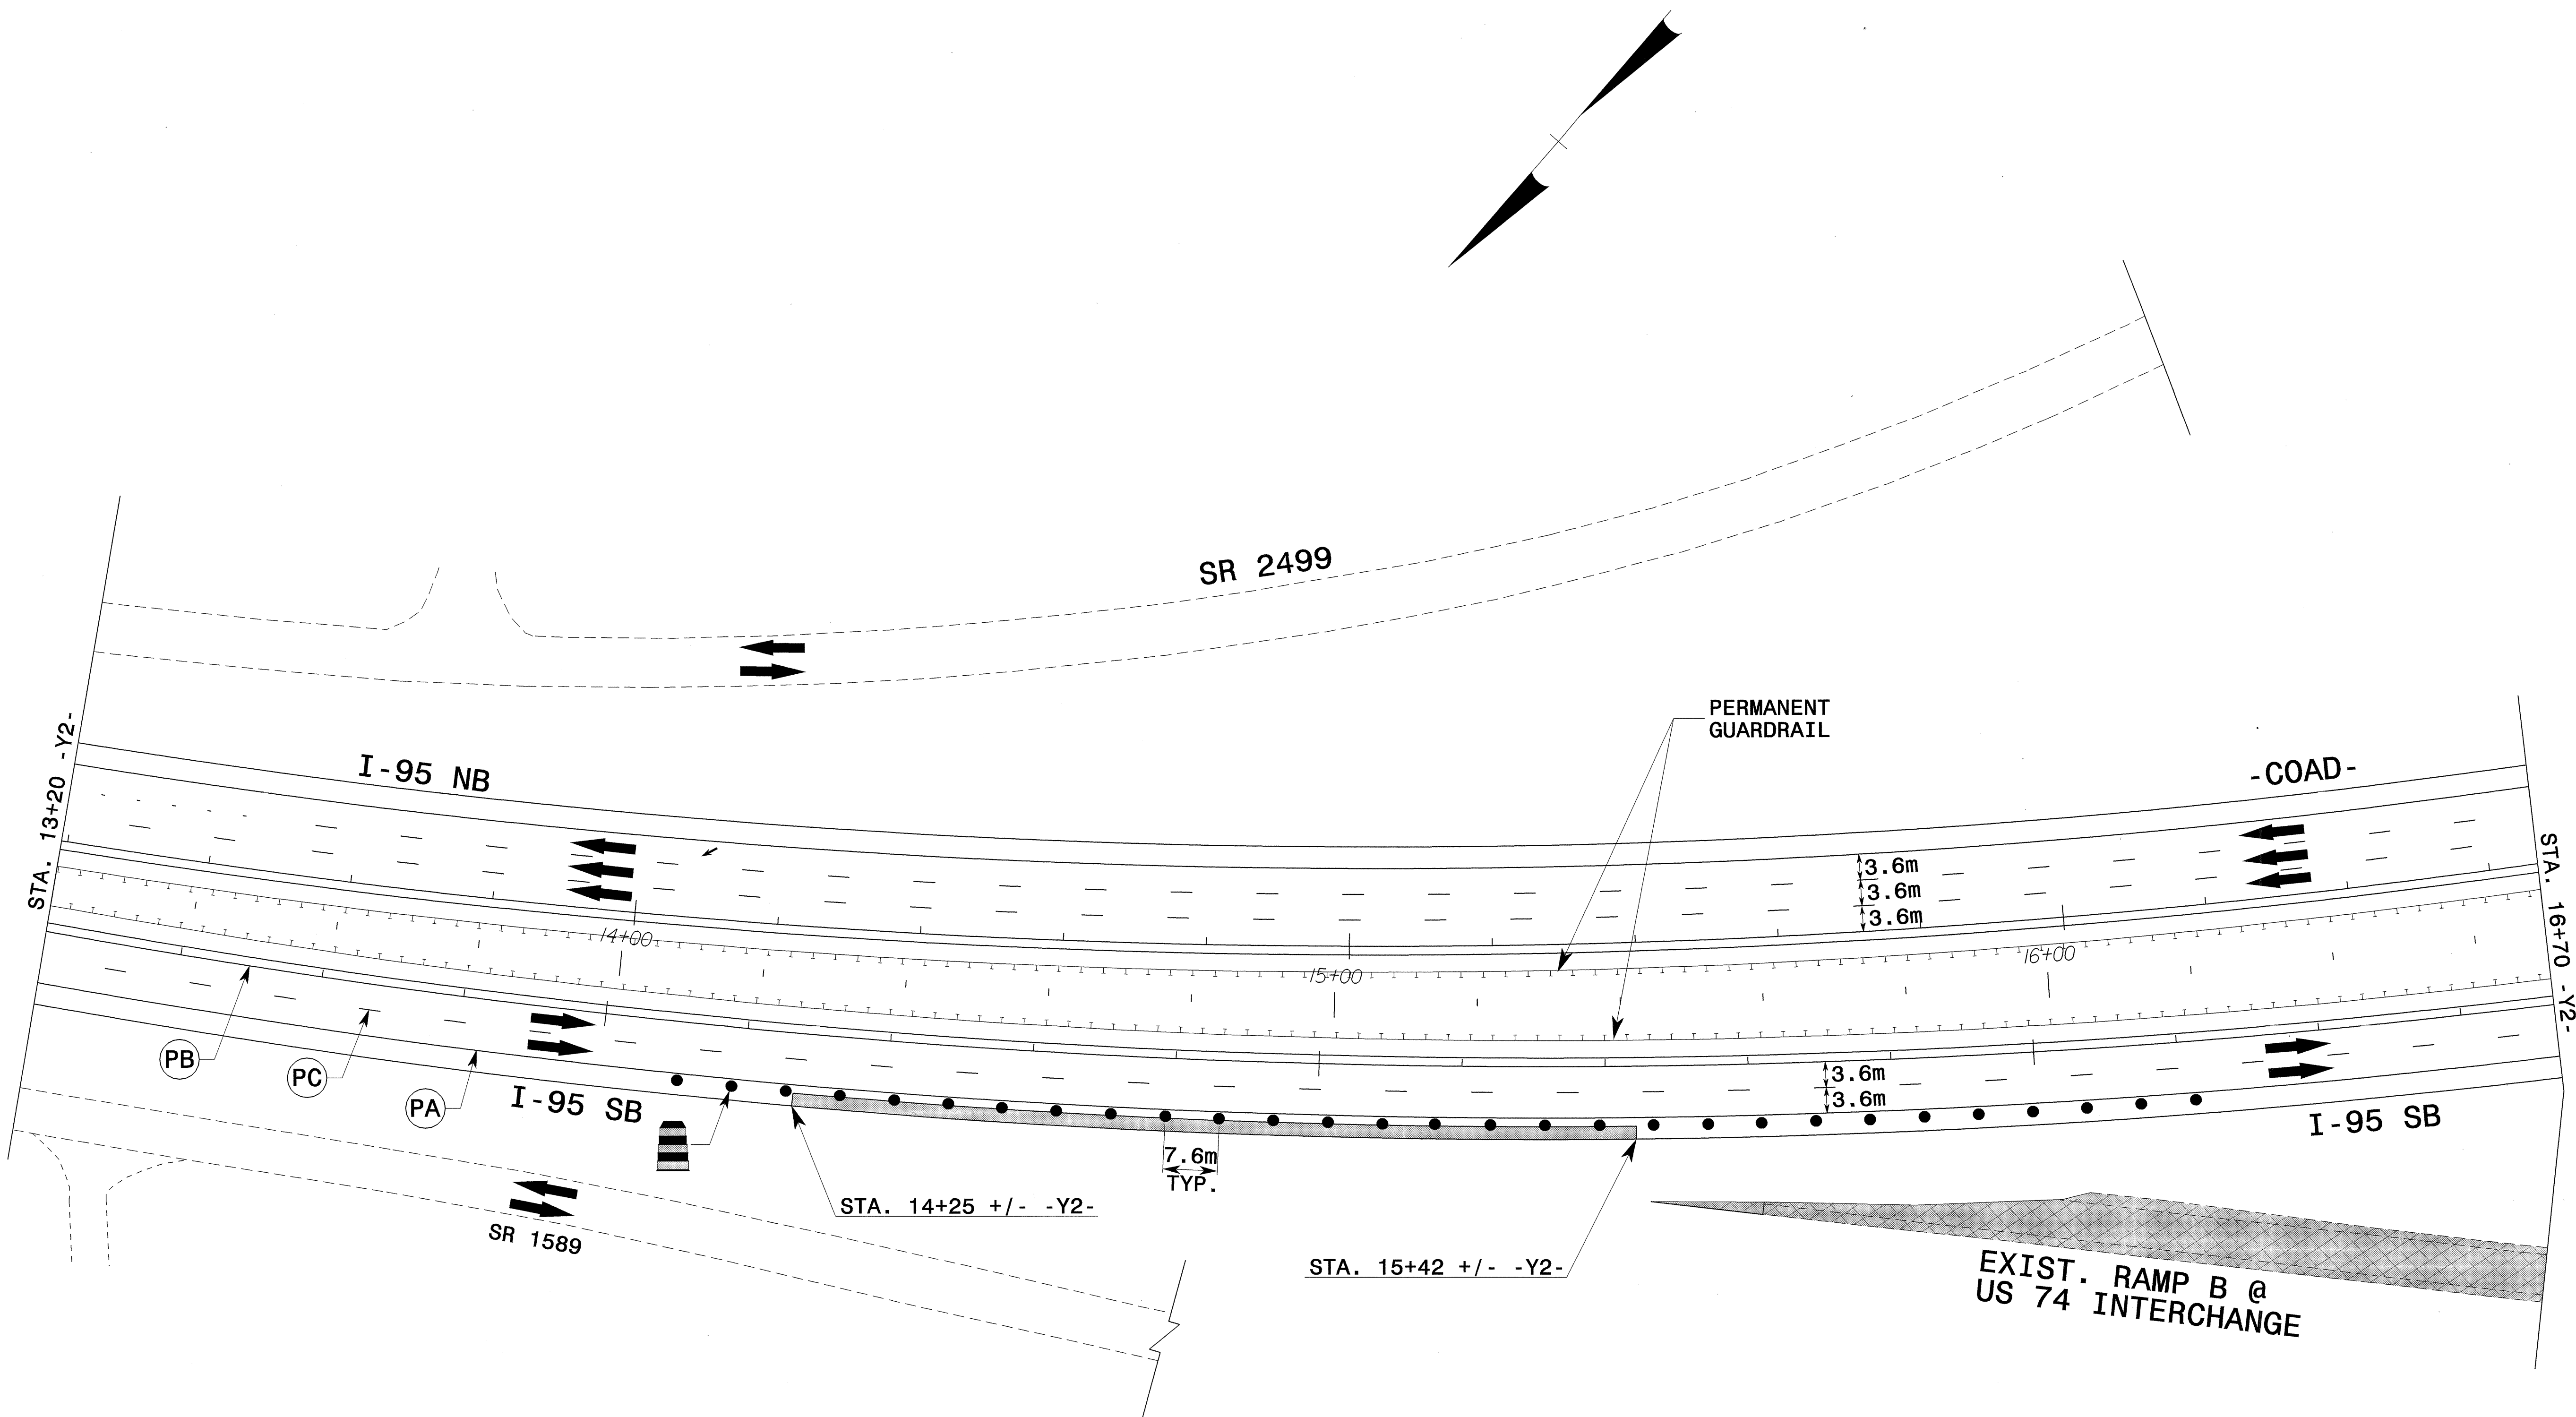 SR 2499
PERMANENT
GUARDRAIL
STA. 13+20 -Y2-
I-95 NB
-COAD-
STA. 16+70 -Y2-
3.6m
3.6m
3.6m
14+00
15+00
16+00
PB
PC
PA
I-95 SB
3.6m
3.6m
I-95 SB
7.6m
TYP.
STA. 14+25 +/- -Y2-
SR 1589
STA. 15+42 +/- -Y2-
EXIST. RAMP B @
US 74 INTERCHANGE